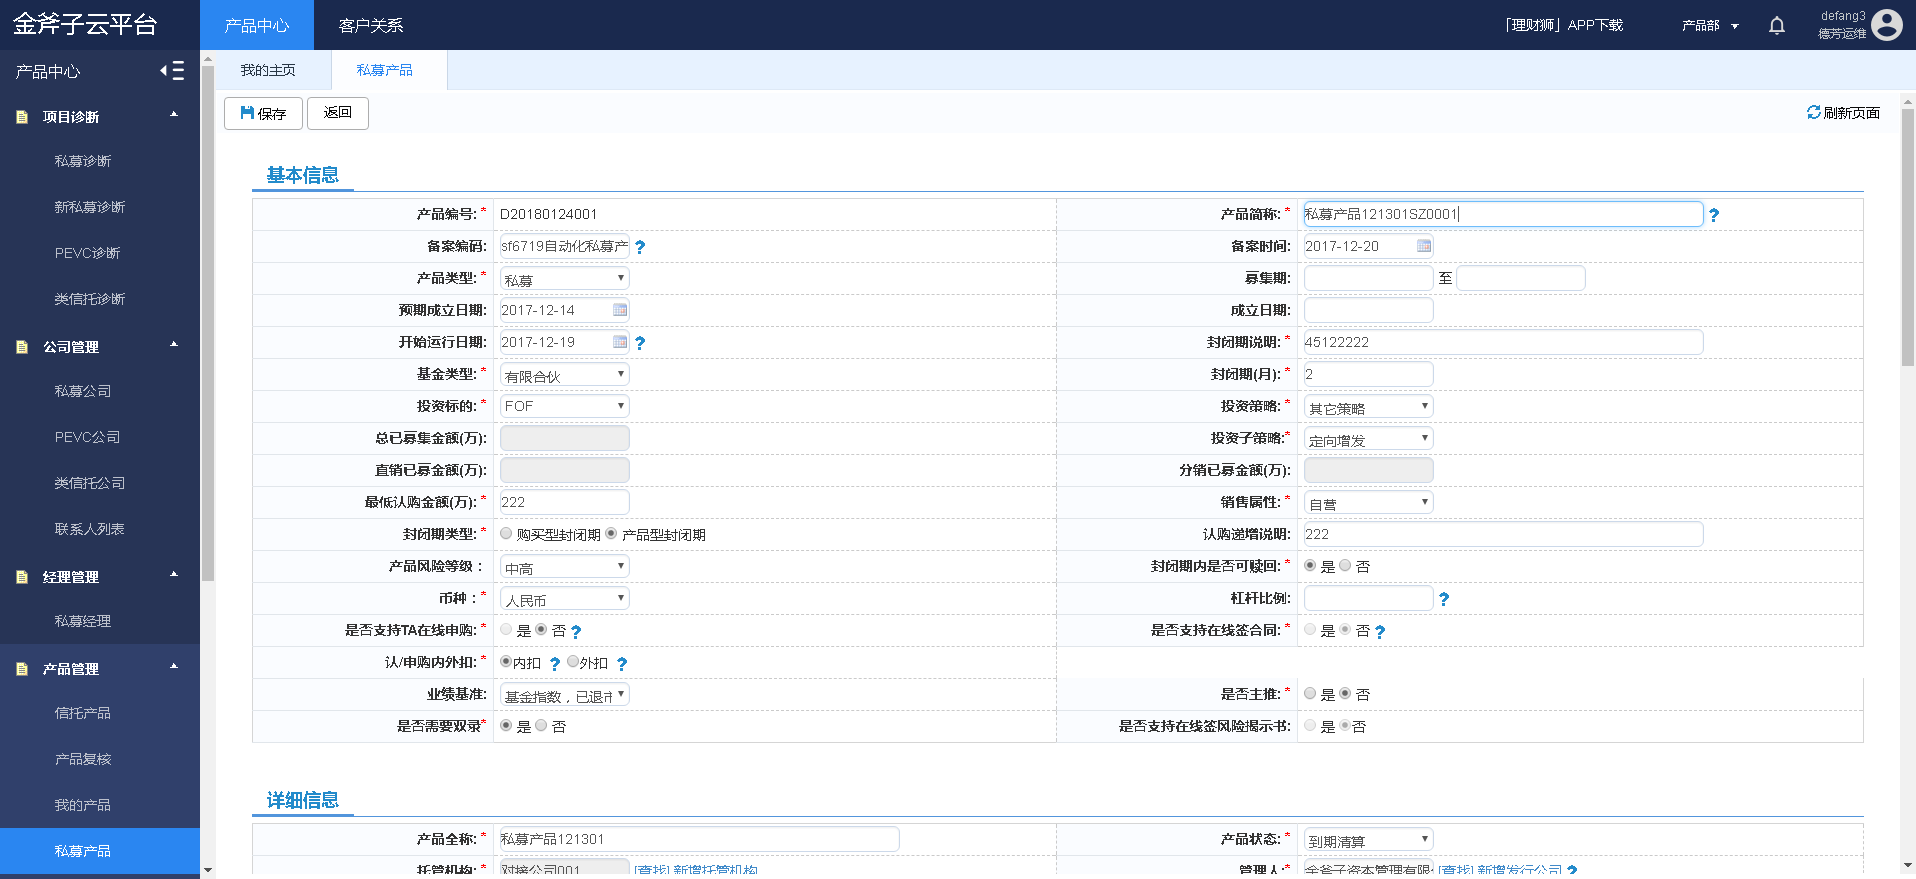 金斧子云平台
产品中心
客户关系
「理财狮」APP下载
产品部
defang3
德芳运维
产品中心
项目诊断
私募诊断
新私募诊断
PEVC诊断
类信托诊断
公司管理
私募公司
PEVC公司
类信托公司
联系人列表
经理管理
私募经理
产品管理
信托产品
产品复核
我的产品
私募产品
我的主页
私募产品
保存
返回
刷新页面
基本信息
产品编号:* D20180124001
产品简称:* 私募产品121301SZ0001
备案编码: sf6719自动化私募产 ?
备案时间: 2017-12-20
产品类型:* 私募
募集期: 至
预期成立日期: 2017-12-14
成立日期:
开始运行日期: 2017-12-19 ?
封闭期说明:* 45122222
基金类型:* 有限合伙
封闭期(月):* 2
投资标的:* FOF
投资策略:* 其它策略
总已募集金额(万):
投资子策略:* 定向增发
直销已募金额(万):
分销已募金额(万):
最低认购金额(万):* 222
销售属性:* 自营
封闭期类型:* 购买型封闭期 产品型封闭期
认购递增说明: 222
产品风险等级： 中高
封闭期内是否可赎回:* 是 否
币种：* 人民币
杠杆比例: ?
是否支持TA在线申购:* 是 否 ?
是否支持在线签合同:* 是 否 ?
认/申购内外扣:* 内扣 ? 外扣 ?
业绩基准: 基金指数，已退市
是否主推:* 是 否
是否需要双录* 是 否
是否支持在线签风险揭示书: 是 否
详细信息
产品全称:* 私募产品121301
产品状态:* 到期清算
托管机构:* 对接公司001 [查找] 新增托管机构
管理人:* 金斧子资本管理有限 [查找] 新增发行公司 ?